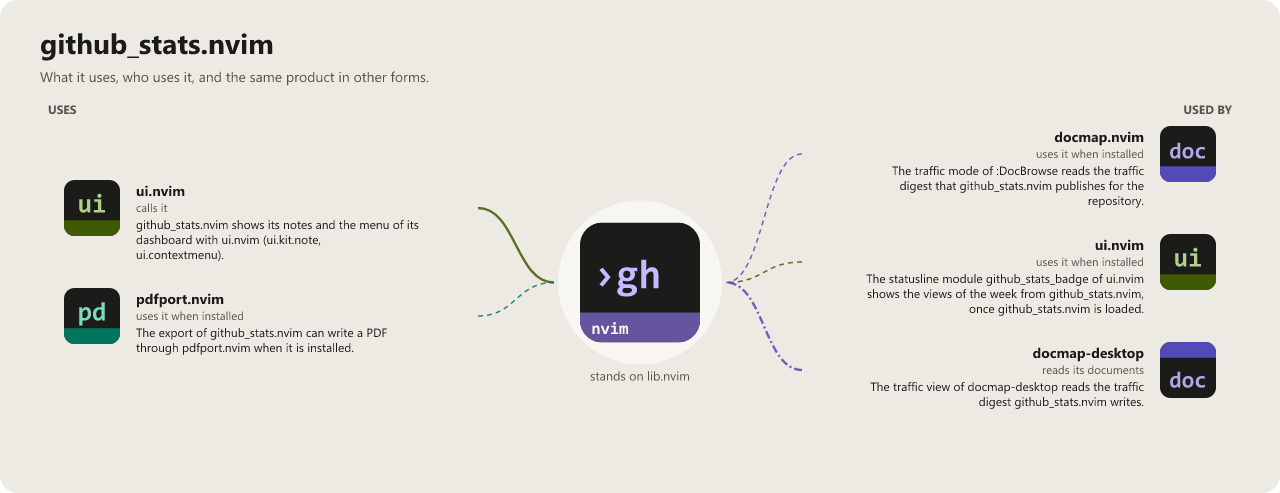 github_stats.nvim
What it uses, who uses it, and the same product in other forms.
USES
USED BY
ui
ui.nvim
calls it
github_stats.nvim shows its notes and the menu of its
dashboard with ui.nvim (ui.kit.note,
ui.contextmenu).
pd
pdfport.nvim
uses it when installed
The export of github_stats.nvim can write a PDF
through pdfport.nvim when it is installed.
›gh
nvim
stands on lib.nvim
docmap.nvim
uses it when installed
The traffic mode of :DocBrowse reads the traffic
digest that github_stats.nvim publishes for the
repository.
doc
ui.nvim
uses it when installed
The statusline module github_stats_badge of ui.nvim
shows the views of the week from github_stats.nvim,
once github_stats.nvim is loaded.
ui
docmap-desktop
reads its documents
The traffic view of docmap-desktop reads the traffic
digest github_stats.nvim writes.
doc